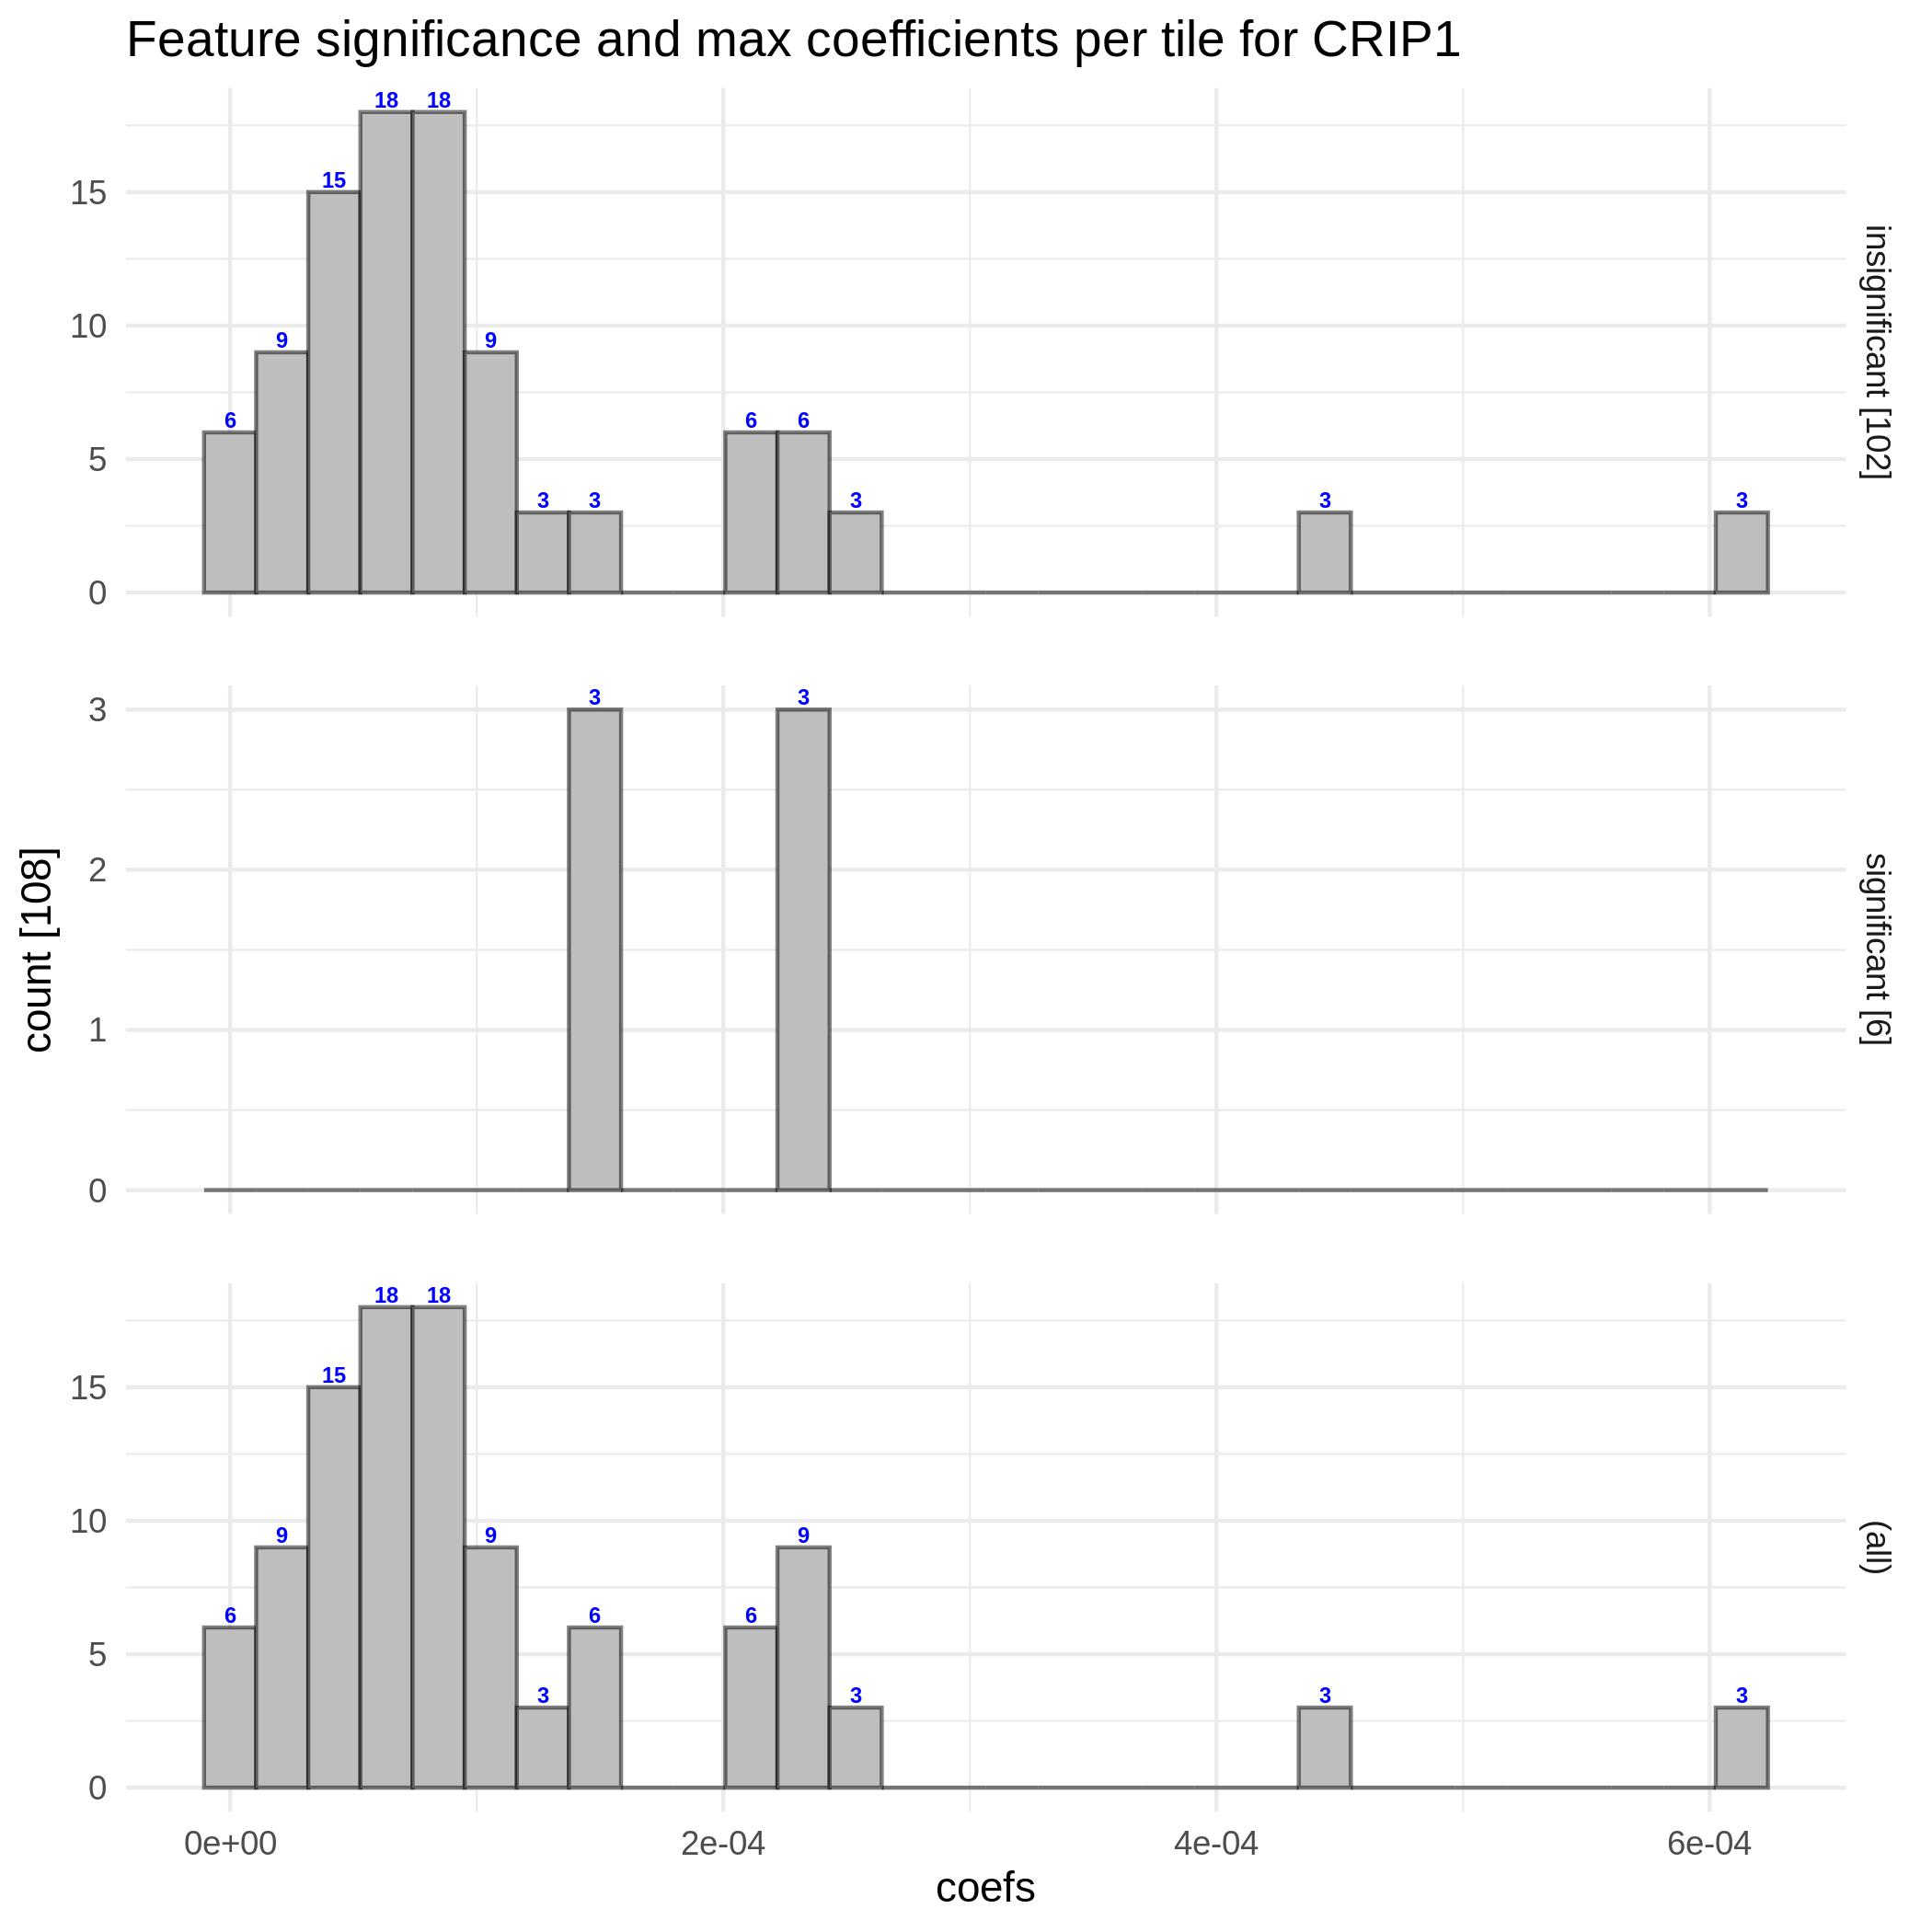 Feature significance and max coefficients per tile for CRIP1
18 18
15
9 9
6 6 6
3 3 3 3 3
15
10
5
0
insignificant [102]
3 3
3
2
1
0
significant [6]
count [108]
18 18
15
9 9 9
6 6 6
3 3 3 3
15
10
5
0
(all)
0e+00 2e-04 4e-04 6e-04
coefs